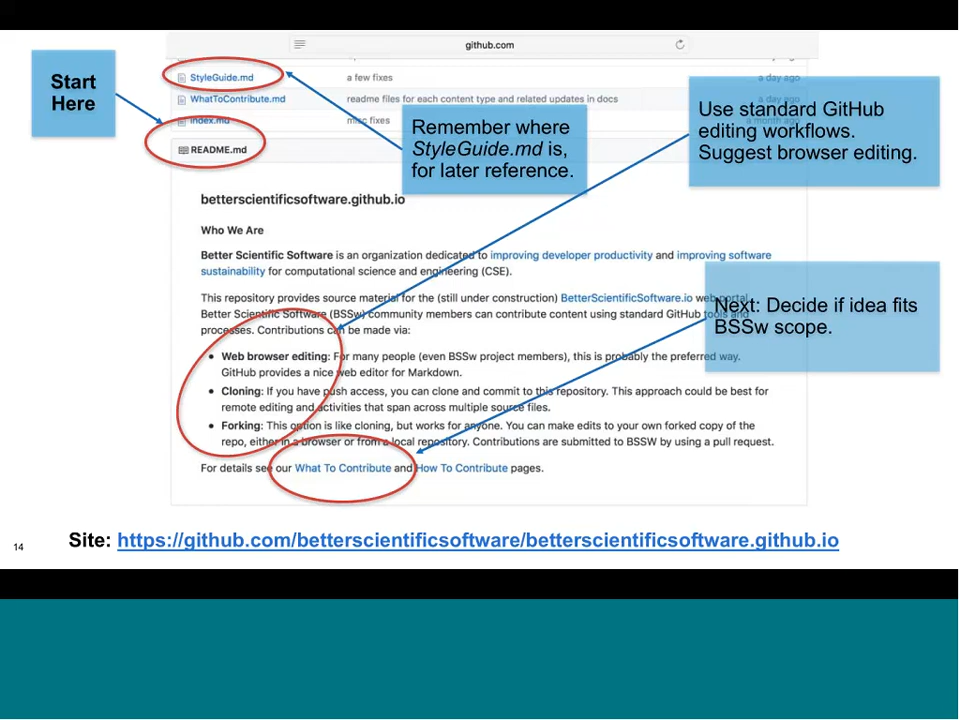 github.com
Start
Here
StyleGuide.md a few fixes a day ago
WhatToContribute.md readme files for each content type and related updates in docs a day ago
index.md misc fixes a month ago
README.md
Remember where
StyleGuide.md is,
for later reference.
Use standard GitHub
editing workflows.
Suggest browser editing.
betterscientificsoftware.github.io
Who We Are
Better Scientific Software is an organization dedicated to improving developer productivity and improving software
sustainability for computational science and engineering (CSE).
This repository provides source material for the (still under construction) BetterScientificSoftware.io web portal.
Better Scientific Software (BSSw) community members can contribute content using standard GitHub tools and
processes. Contributions can be made via:
Next: Decide if idea fits
BSSw scope.
• Web browser editing: For many people (even BSSw project members), this is probably the preferred way.
GitHub provides a nice web editor for Markdown.
• Cloning: If you have push access, you can clone and commit to this repository. This approach could be best for
remote editing and activities that span across multiple source files.
• Forking: This option is like cloning, but works for anyone. You can make edits to your own forked copy of the
repo, either in a browser or from a local repository. Contributions are submitted to BSSW by using a pull request.
For details see our What To Contribute and How To Contribute pages.
14
Site: https://github.com/betterscientificsoftware/betterscientificsoftware.github.io